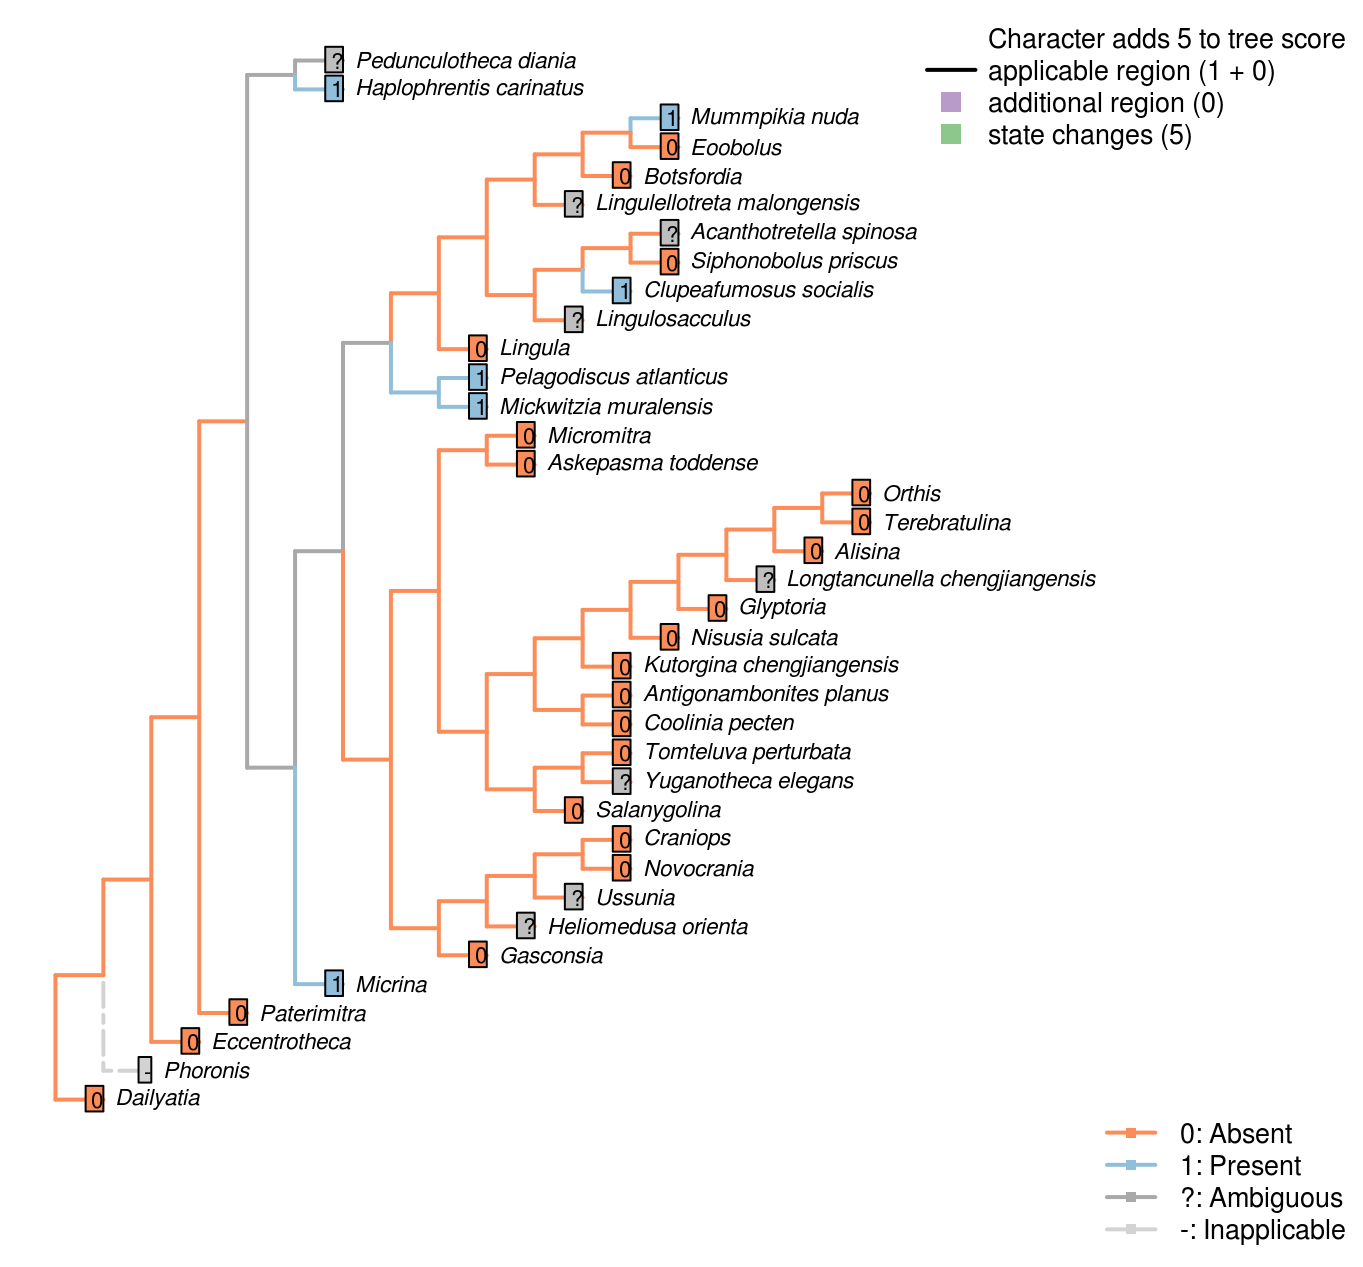 Character adds 5 to tree score
applicable region (1 + 0)
additional region (0)
state changes (5)
? Pedunculotheca diania
1 Haplophrentis carinatus
1 Mummpikia nuda
0 Eoobolus
0 Botsfordia
? Lingulellotreta malongensis
? Acanthotretella spinosa
0 Siphonobolus priscus
1 Clupeafumosus socialis
? Lingulosacculus
0 Lingula
1 Pelagodiscus atlanticus
1 Mickwitzia muralensis
0 Micromitra
0 Askepasma toddense
0 Orthis
0 Terebratulina
0 Alisina
? Longtancunella chengjiangensis
0 Glyptoria
0 Nisusia sulcata
0 Kutorgina chengjiangensis
0 Antigonambonites planus
0 Coolinia pecten
0 Tomteluva perturbata
? Yuganotheca elegans
0 Salanygolina
0 Craniops
0 Novocrania
? Ussunia
? Heliomedusa orienta
0 Gasconsia
1 Micrina
0 Paterimitra
0 Eccentrotheca
- Phoronis
0 Dailyatia
0: Absent
1: Present
?: Ambiguous
-: Inapplicable